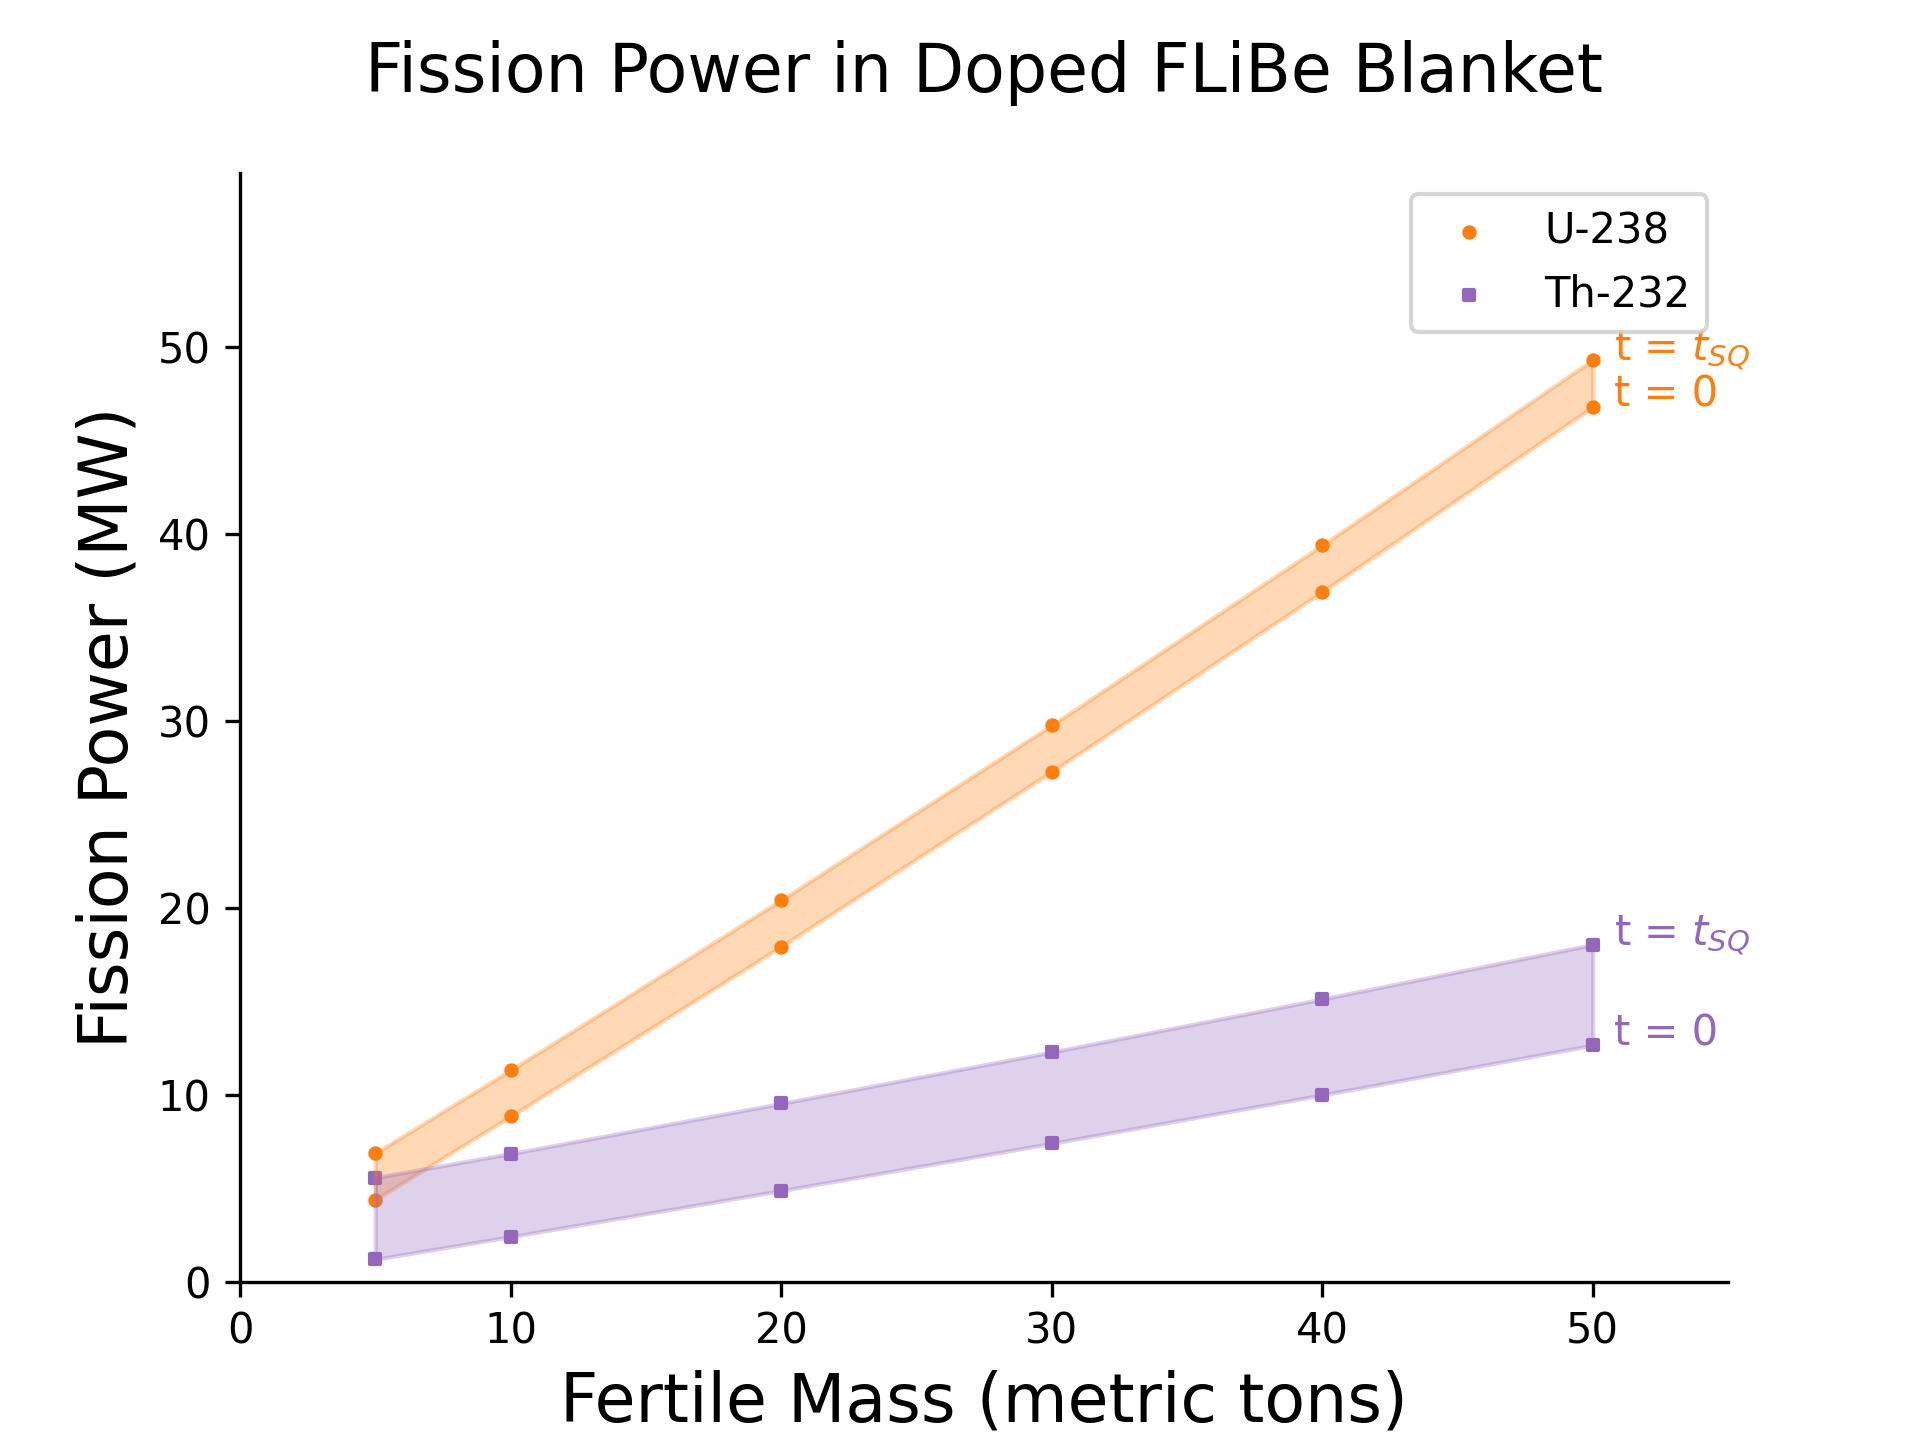 Fission Power in Doped FLiBe Blanket
U-238
Th-232
t = t_SQ
t = 0
t = t_SQ
t = 0
50
40
30
20
10
0
0 10 20 30 40 50
Fission Power (MW)
Fertile Mass (metric tons)